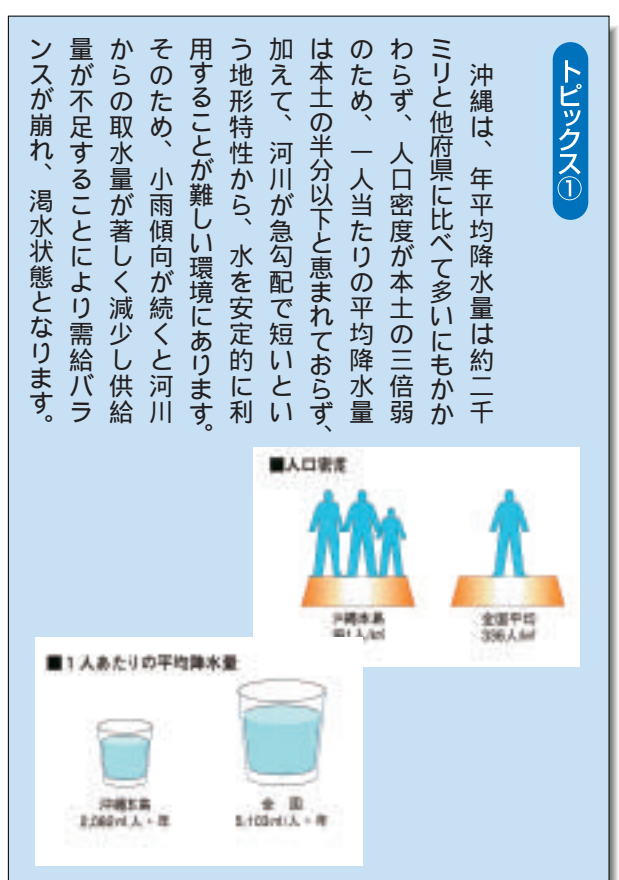 トピックス①
沖縄は、年平均降水量は約二千
ミリと他府県に比べて多いにもかか
わらず、人口密度が本土の三倍弱
のため、一人当たりの平均降水量
は本土の半分以下と恵まれておらず、
加えて、河川が急勾配で短いとい
う地形特性から、水を安定的に利
用することが難しい環境にあります。
そのため、小雨傾向が続くと河川
からの取水量が著しく減少し供給
量が不足することにより需給バラ
ンスが崩れ、渇水状態となります。
■人口密度
沖縄本島
全国平均
■1人あたりの平均降水量
沖縄本島
全 国